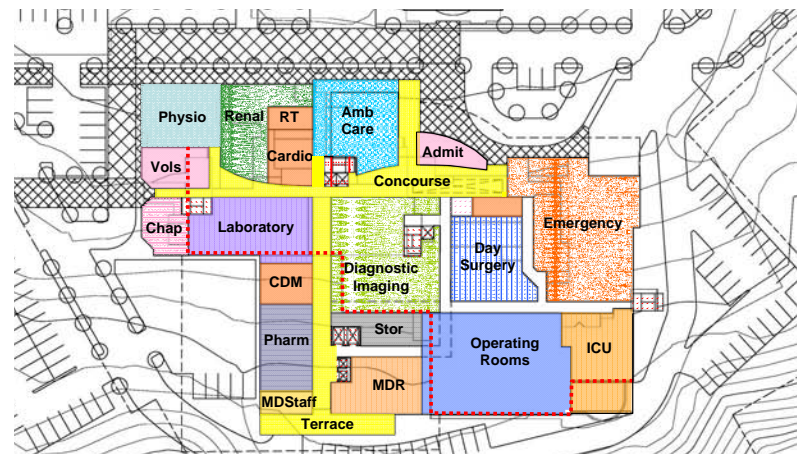 Physio
Renal
RT
Amb
Care
Cardio
Admit
Vols
Concourse
Chap
Laboratory
Emergency
Day
Surgery
Diagnostic
Imaging
CDM
Pharm
Stor
Operating
Rooms
ICU
MDR
MDStaff
Terrace